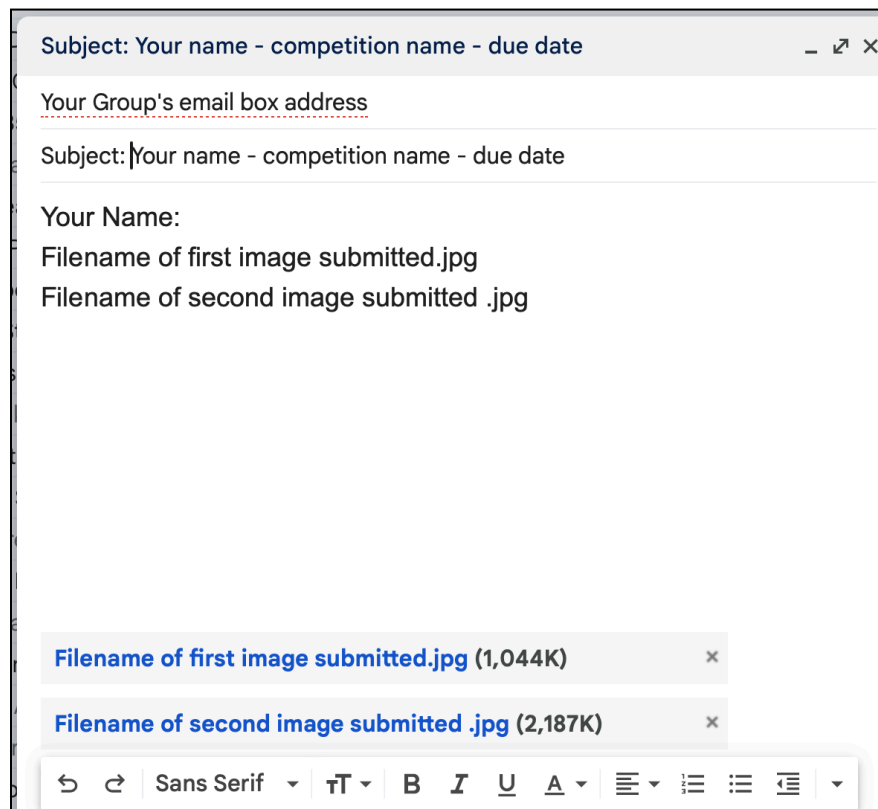 Subject: Your name - competition name - due date
Your Group's email box address
Subject: Your name - competition name - due date
Your Name:
Filename of first image submitted.jpg
Filename of second image submitted .jpg
Filename of first image submitted.jpg (1,044K)
Filename of second image submitted .jpg (2,187K)
Sans Serif TT B I U A